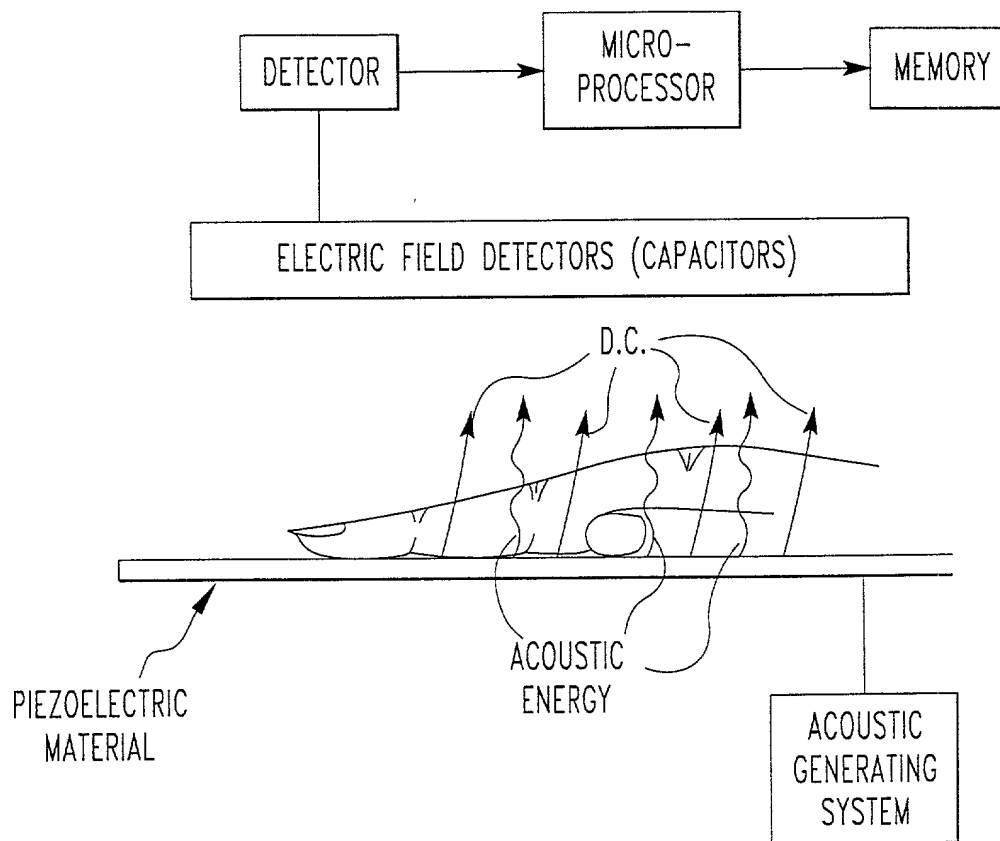 DETECTOR
MICRO-
PROCESSOR
MEMORY
ELECTRIC FIELD DETECTORS (CAPACITORS)
D.C.
ACOUSTIC
ENERGY
PIEZOELECTRIC
MATERIAL
ACOUSTIC
GENERATING
SYSTEM